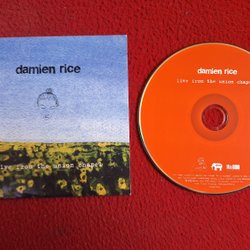 damien rice
live from the union chapel
damien rice
live from the union chapel